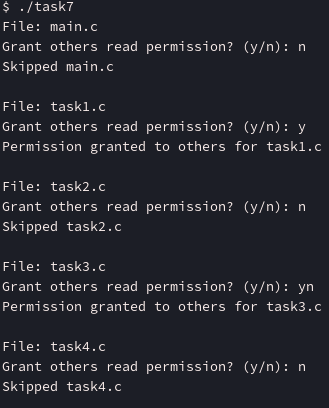 $ ./task7
File: main.c
Grant others read permission? (y/n): n
Skipped main.c

File: task1.c
Grant others read permission? (y/n): y
Permission granted to others for task1.c

File: task2.c
Grant others read permission? (y/n): n
Skipped task2.c

File: task3.c
Grant others read permission? (y/n): yn
Permission granted to others for task3.c

File: task4.c
Grant others read permission? (y/n): n
Skipped task4.c